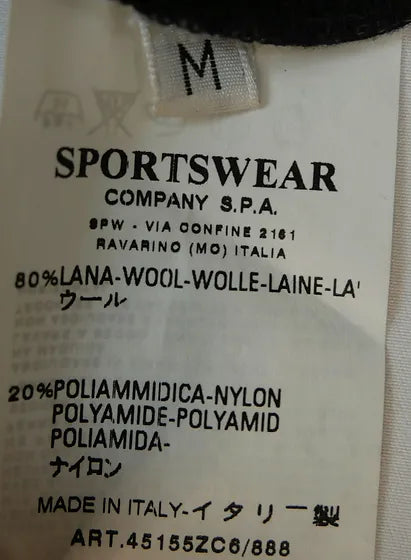 M
SPORTSWEAR
COMPANY S.P.A.
SPW - VIA CONFINE 2161
RAVARINO (MO) ITALIA
80%LANA-WOOL-WOLLE-LAINE-LA'
ウール
20%POLIAMMIDICA-NYLON
POLYAMIDE-POLYAMID
POLIAMIDA-
ナイロン
MADE IN ITALY-イタリー製
ART.45155ZC6/888